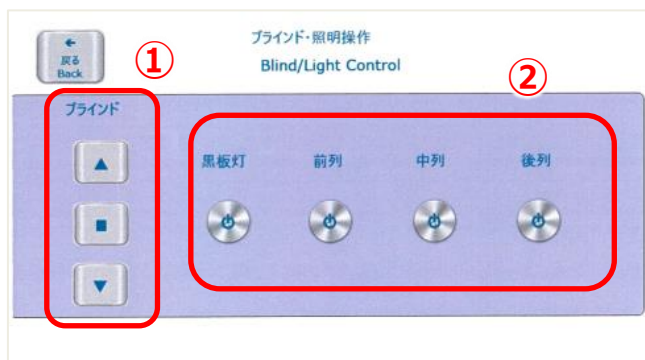 ブラインド・照明操作
Blind/Light Control
←
戻る
Back
①
②
ブラインド
▲
■
▼
黒板灯
前列
中列
後列